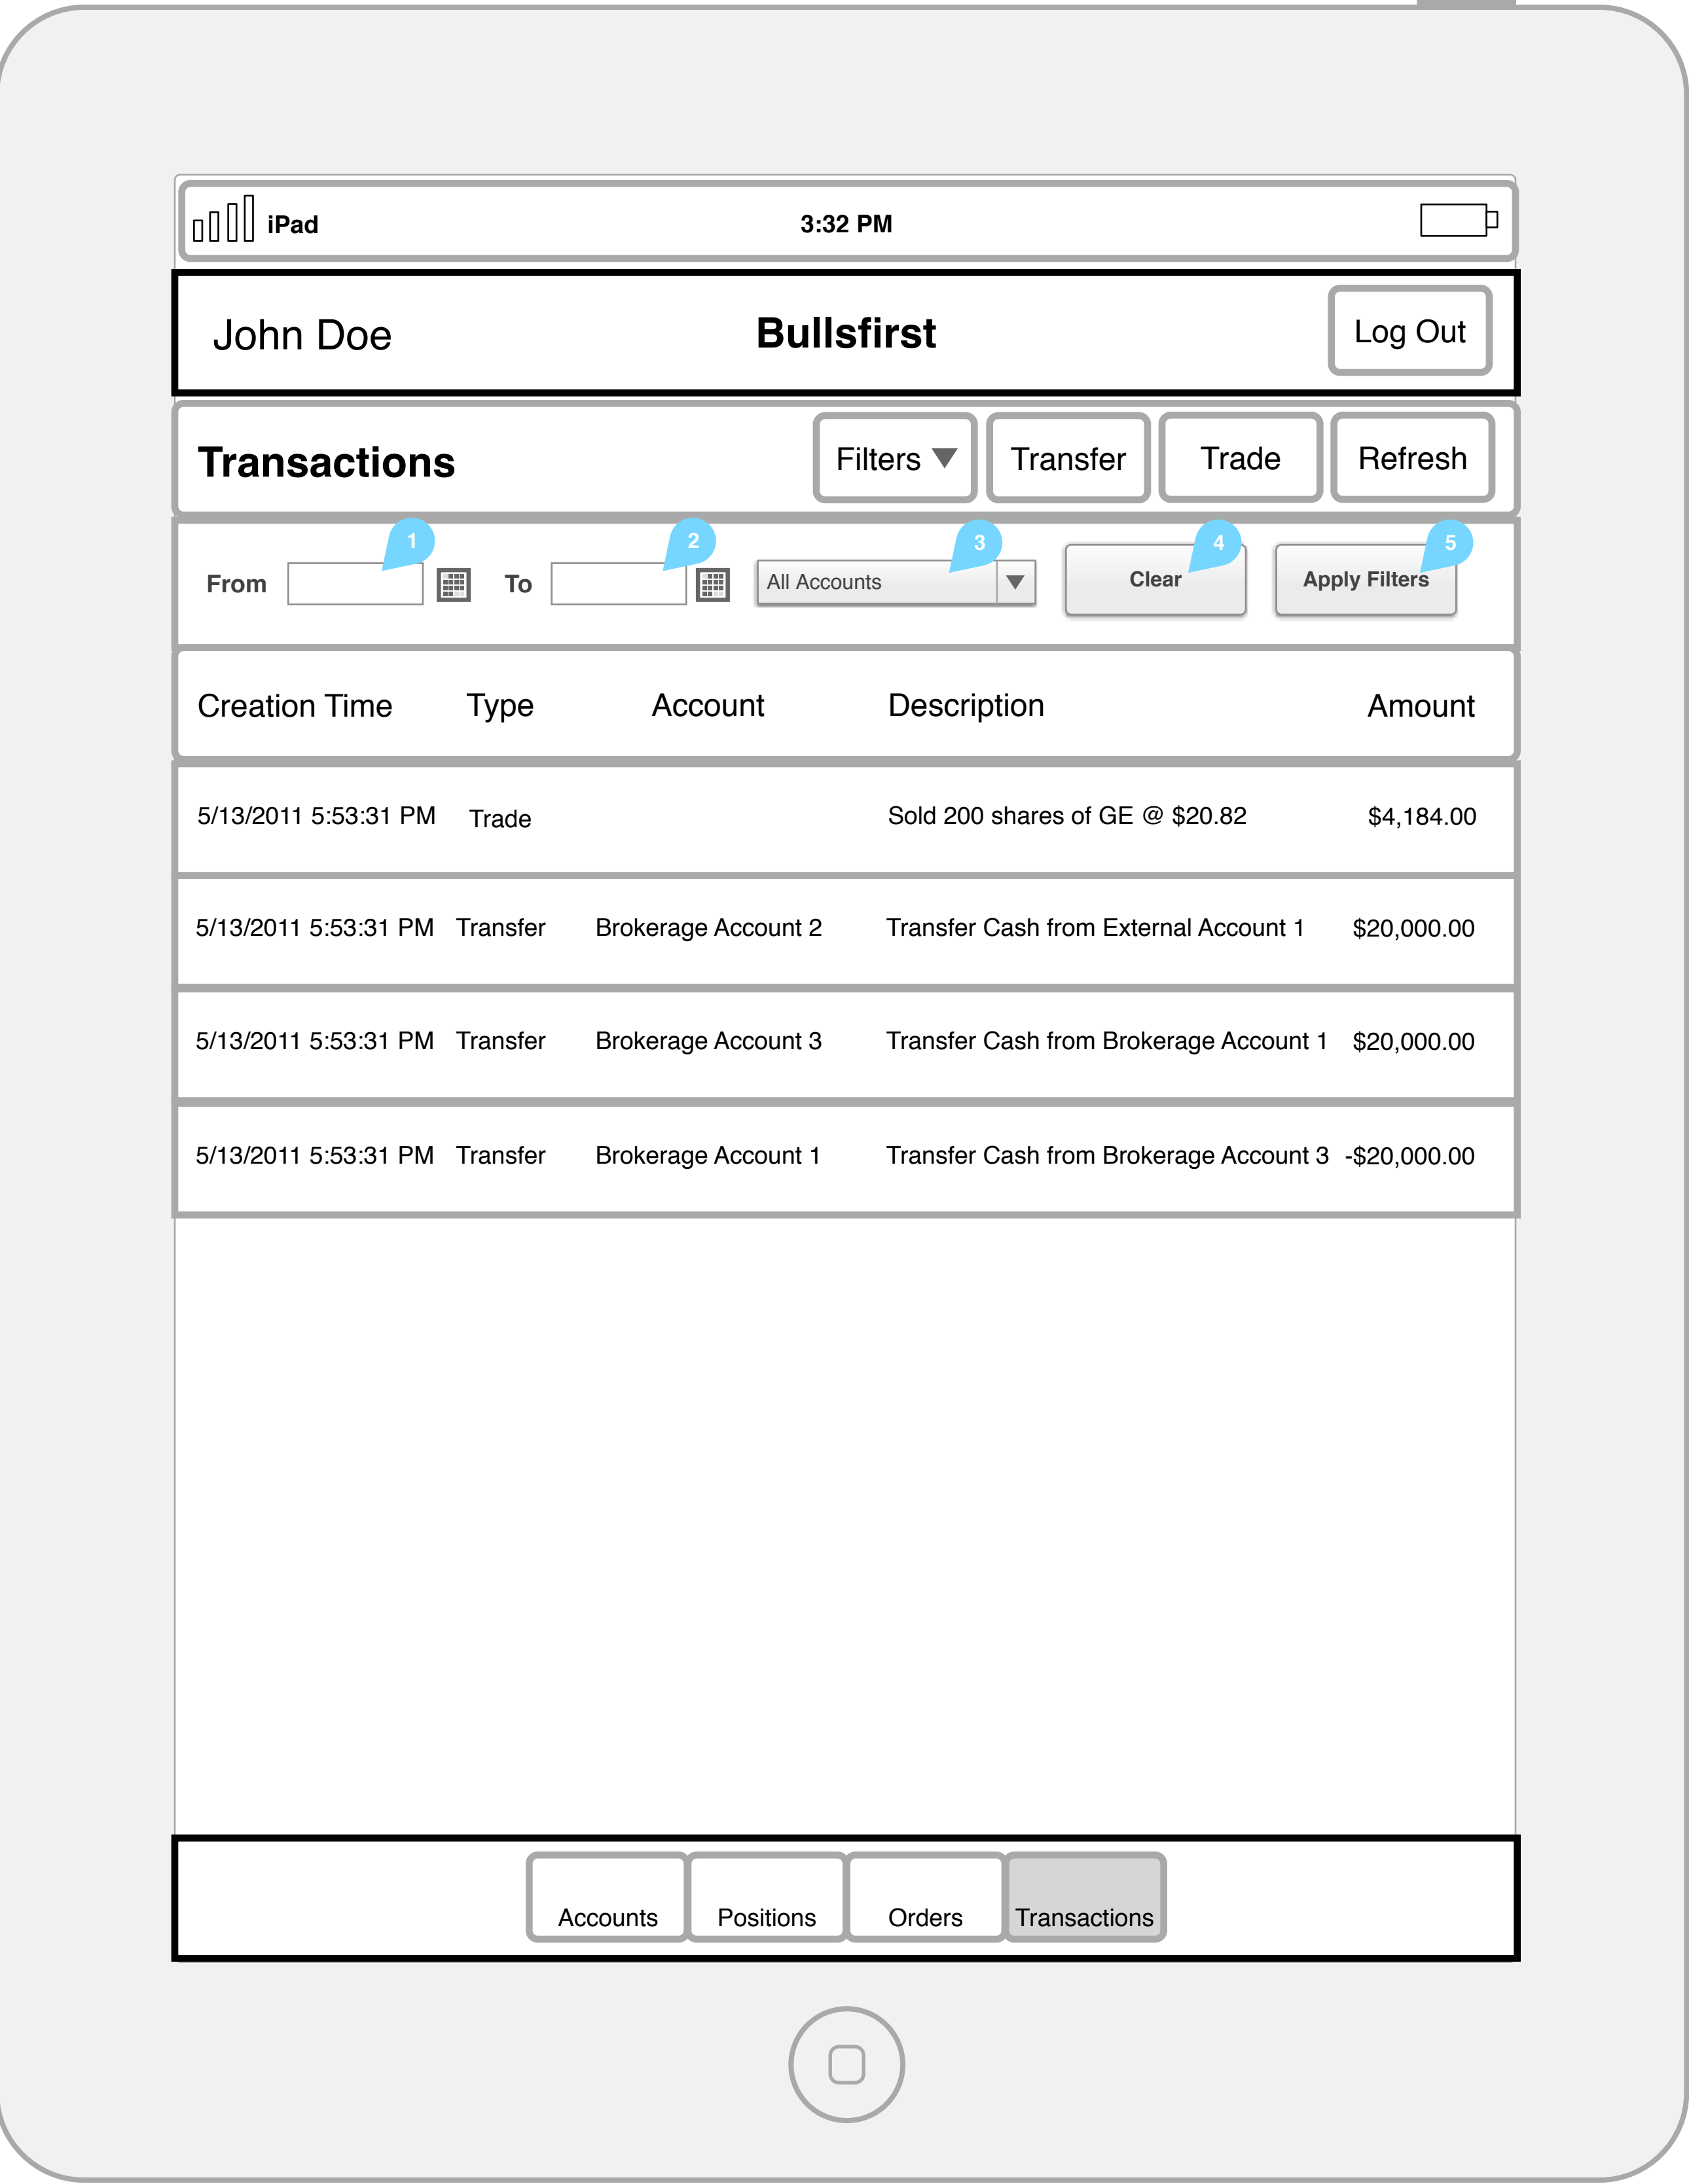 iPad 3:32 PM
John Doe Bullsfirst Log Out
Transactions Filters Transfer Trade Refresh
1 2 3 4 5
From To All Accounts Clear Apply Filters
Creation Time Type Account Description Amount
5/13/2011 5:53:31 PM Trade Sold 200 shares of GE @ $20.82 $4,184.00
5/13/2011 5:53:31 PM Transfer Brokerage Account 2 Transfer Cash from External Account 1 $20,000.00
5/13/2011 5:53:31 PM Transfer Brokerage Account 3 Transfer Cash from Brokerage Account 1 $20,000.00
5/13/2011 5:53:31 PM Transfer Brokerage Account 1 Transfer Cash from Brokerage Account 3 -$20,000.00
Accounts Positions Orders Transactions